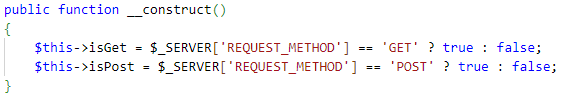 public function __construct()
{
    $this->isGet = $_SERVER['REQUEST_METHOD'] == 'GET' ? true : false;
    $this->isPost = $_SERVER['REQUEST_METHOD'] == 'POST' ? true : false;
}